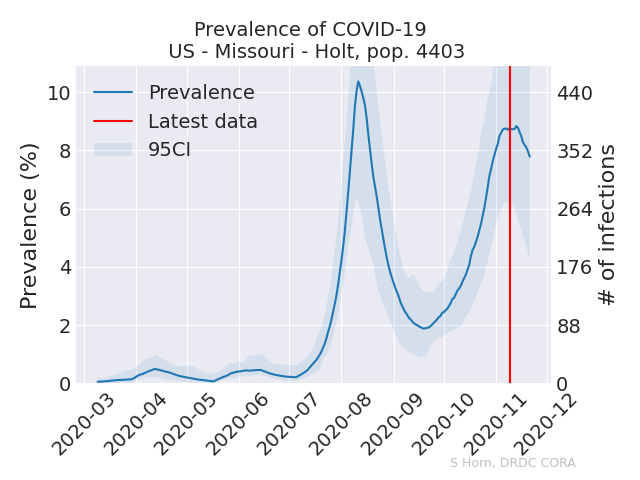 Prevalence of COVID-19
US - Missouri - Holt, pop. 4403
Prevalence
Latest data
95CI
Prevalence (%)
10
8
6
4
2
0
440
352
264
176
88
0
# of infections
2020-03
2020-04
2020-05
2020-06
2020-07
2020-08
2020-09
2020-10
2020-11
2020-12
S Horn, DRDC CORA